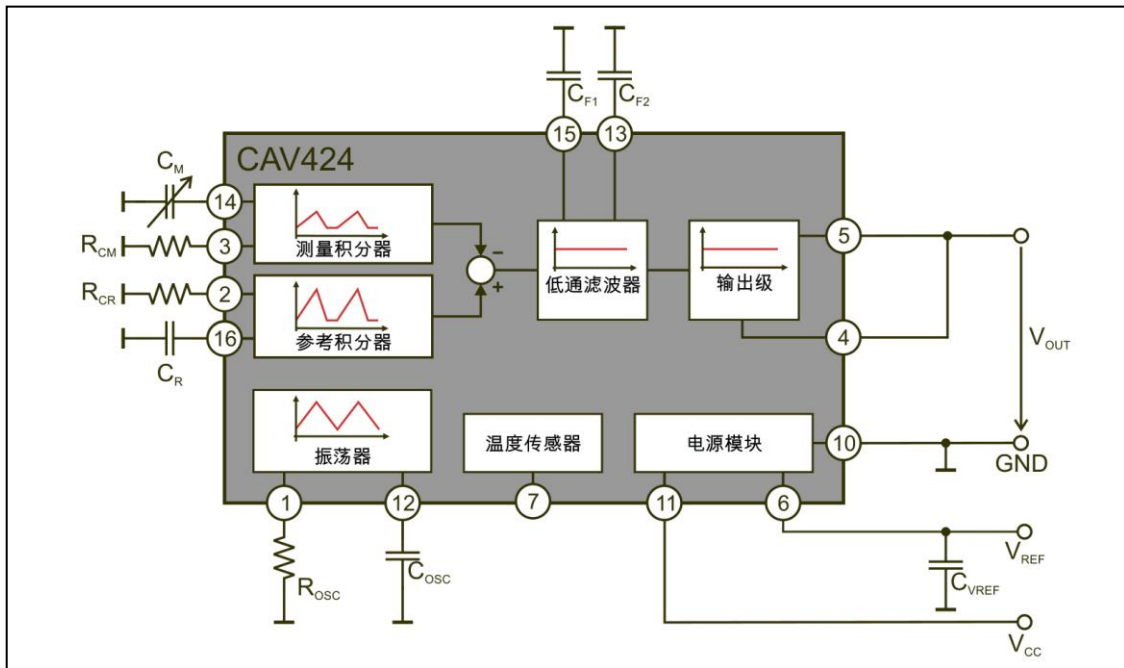 C_F1
C_F2
15
13
CAV424
C_M
14
测量积分器
R_CM
3
−
5
低通滤波器
输出级
R_CR
2
+
参考积分器
16
4
C_R
V_OUT
振荡器
温度传感器
电源模块
10
GND
1
12
7
11
6
V_REF
R_OSC
C_OSC
C_VREF
V_CC